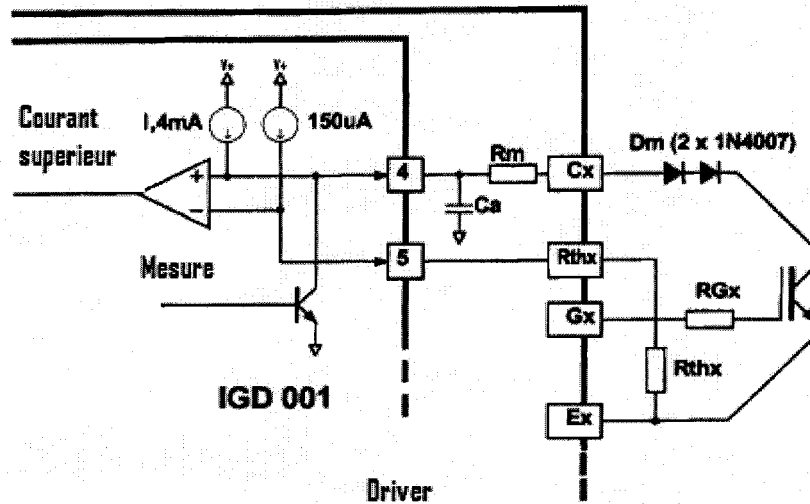 V+ V+
Courant
superieur
1,4mA 150uA
+
−
4
Rm
Cx
Dm (2 x 1N4007)
Ca
Mesure
5
Rthx
RGx
Gx
Rthx
IGD 001
Ex
Driver